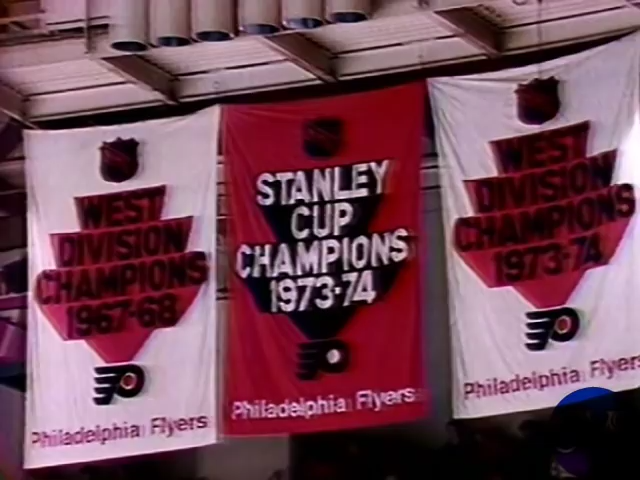 WEST
DIVISION
CHAMPIONS
1967-68
Philadelphia Flyers
STANLEY
CUP
CHAMPIONS
1973-74
Philadelphia Flyers
WEST
DIVISION
CHAMPIONS
1973-74
Philadelphia Flyers